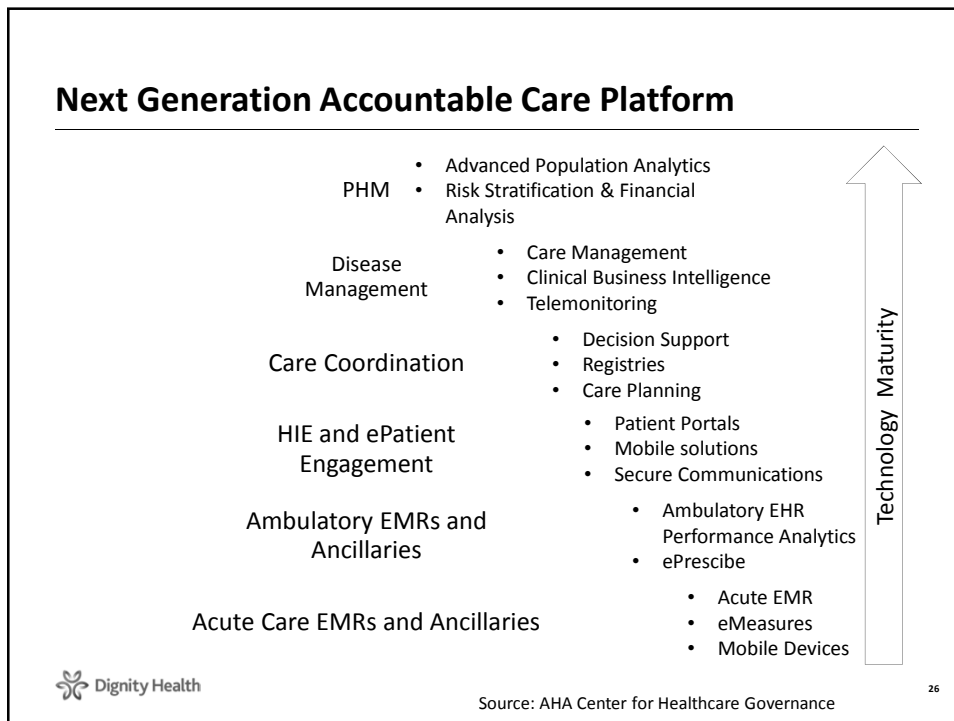 Next Generation Accountable Care Platform
PHM
• Advanced Population Analytics
• Risk Stratification & Financial
Analysis
Disease
Management
• Care Management
• Clinical Business Intelligence
• Telemonitoring
Care Coordination
• Decision Support
• Registries
• Care Planning
HIE and ePatient
Engagement
• Patient Portals
• Mobile solutions
• Secure Communications
Ambulatory EMRs and
Ancillaries
• Ambulatory EHR
Performance Analytics
• ePrescibe
Acute Care EMRs and Ancillaries
• Acute EMR
• eMeasures
• Mobile Devices
Technology Maturity
Dignity Health
Source: AHA Center for Healthcare Governance
26